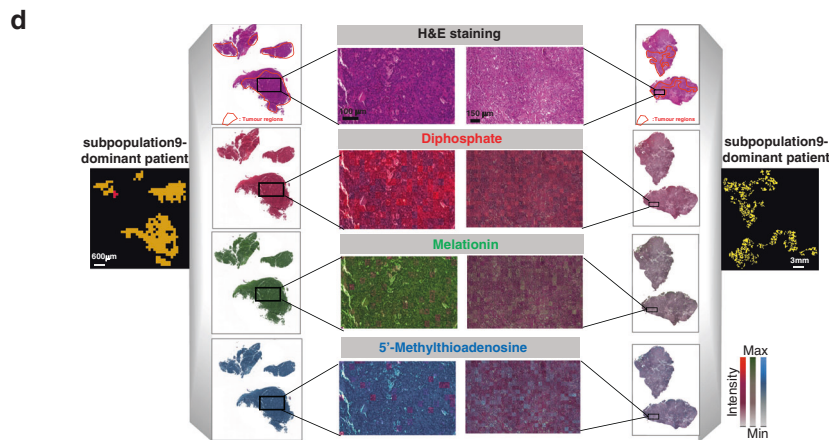 d
H&E staining
100 μm
150 μm
: Tumour regions
: Tumour regions
Diphosphate
subpopulation9-
dominant patient
subpopulation9-
dominant patient
600μm
3mm
Melationin
5'-Methylthioadenosine
Max
Intensity
Min